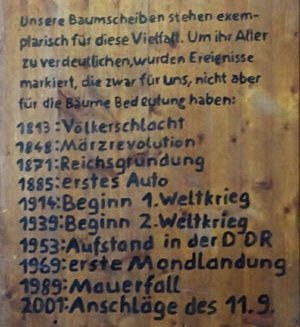 Unsere Baumscheiben stehen exem-
plarisch für diese Vielfalt. Um ihr Alter
zu verdeutlichen, wurden Ereignisse
markiert, die zwar für uns, nicht aber
für die Bäume Bedeutung haben:
1813: Völkerschlacht
1848: Märzrevolution
1871: Reichsgründung
1885: erstes Auto
1914: Beginn 1. Weltkrieg
1939: Beginn 2. Weltkrieg
1953: Aufstand in der DDR
1969: erste Mondlandung
1989: Mauerfall
2001: Anschläge des 11. 9.